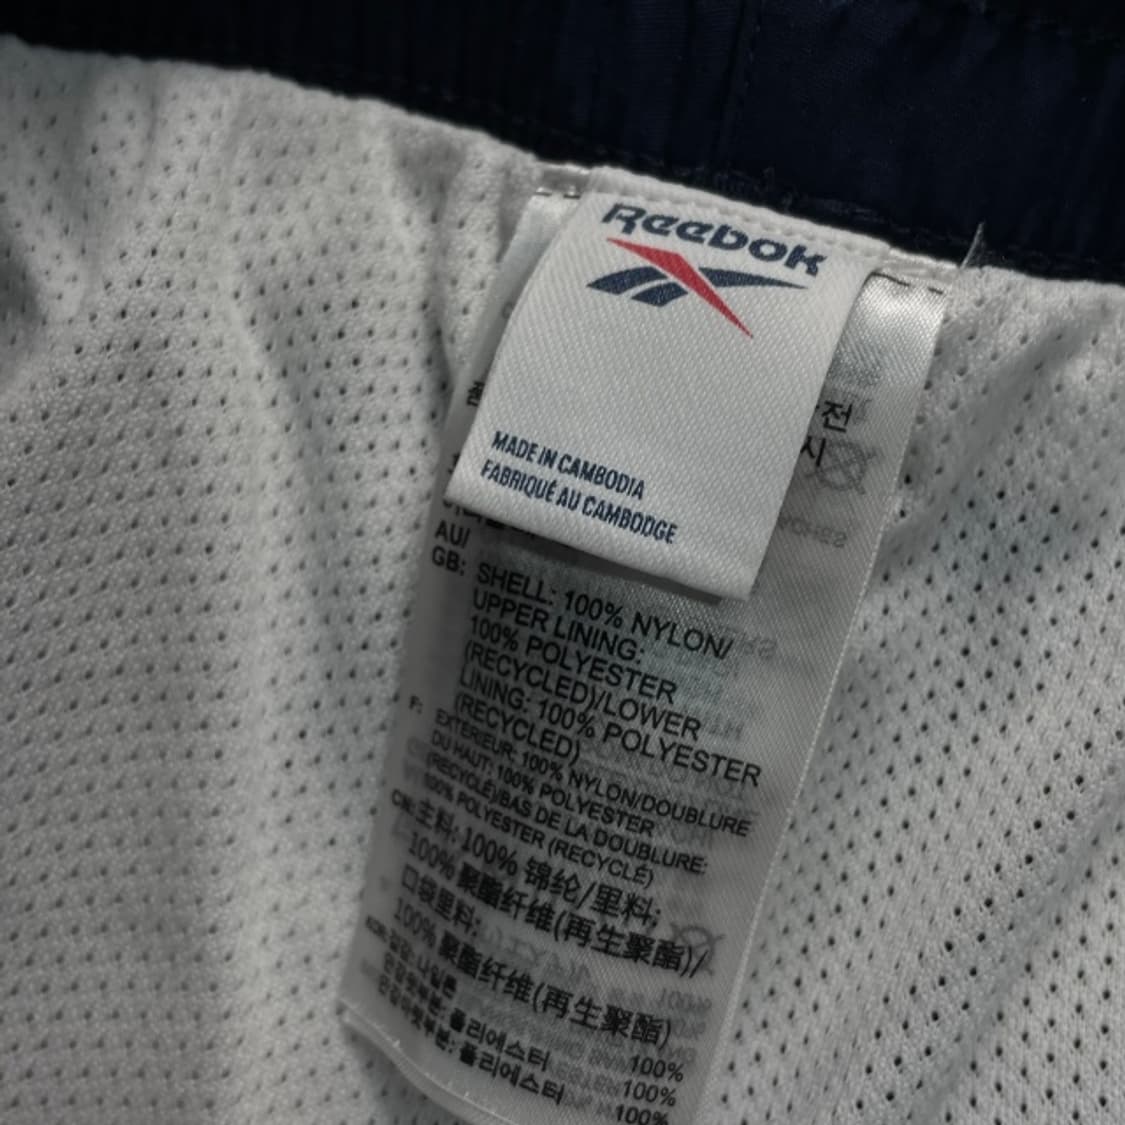 Reebok
MADE IN CAMBODIA
FABRIQUÉ AU CAMBODGE
전
시
AU/
GB: SHELL: 100% NYLON/
UPPER LINING:
100% POLYESTER
(RECYCLED)/LOWER
LINING: 100% POLYESTER
(RECYCLED)
F: EXTERIEUR: 100% NYLON/DOUBLURE
DU HAUT: 100% POLYESTER
(RECYCLÉ)/BAS DE LA DOUBLURE:
100% POLYESTER (RECYCLÉ)
CN: 主料: 100% 锦纶/里料:
100% 聚酯纤维(再生聚酯)/
口袋里料:
100% 聚酯纤维(再生聚酯)
폴리에스터 100%
폴리에스터 100%
100%